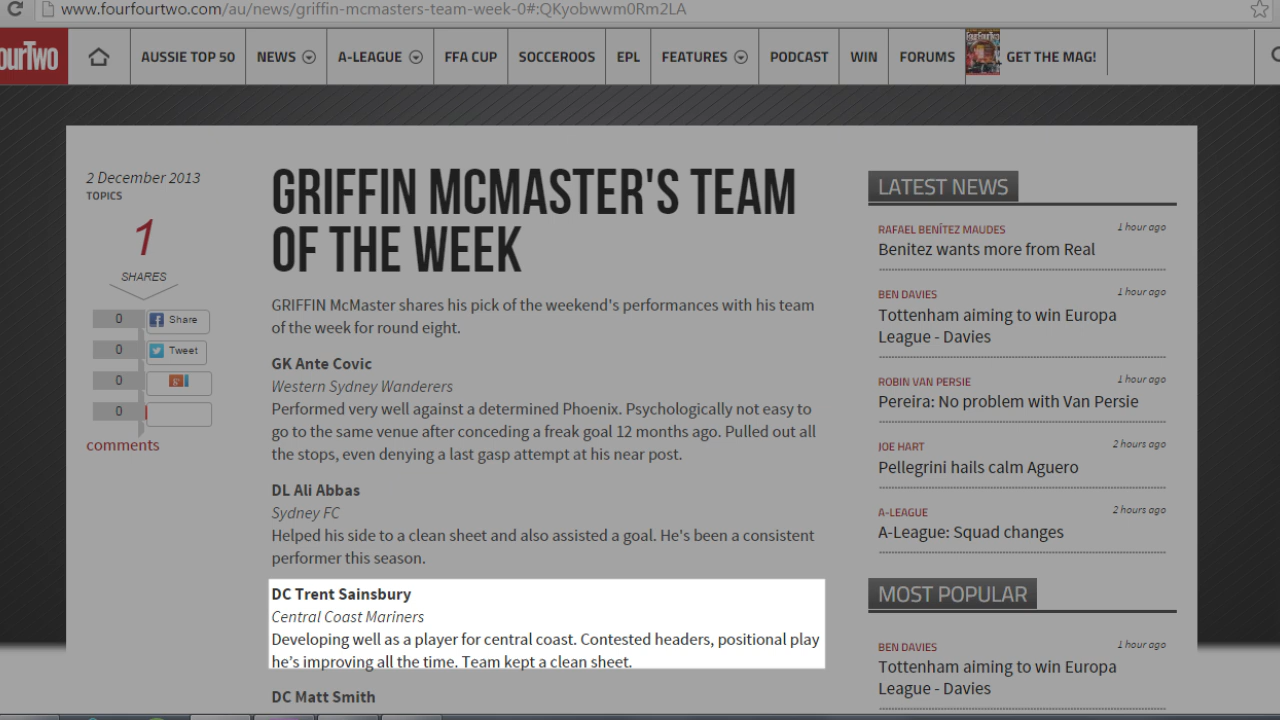 www.fourfourtwo.com/au/news/griffin-mcmasters-team-week-0#:QKyobwwm0Rm2LA
ourTwo AUSSIE TOP 50 NEWS A-LEAGUE FFA CUP SOCCEROOS EPL FEATURES PODCAST WIN FORUMS FourFourTwo GET THE MAG!
2 December 2013
TOPICS
1
SHARES
0 Share
0 Tweet
0
0
comments
GRIFFIN MCMASTER'S TEAM
OF THE WEEK
GRIFFIN McMaster shares his pick of the weekend's performances with his team
of the week for round eight.
GK Ante Covic
Western Sydney Wanderers
Performed very well against a determined Phoenix. Psychologically not easy to
go to the same venue after conceding a freak goal 12 months ago. Pulled out all
the stops, even denying a last gasp attempt at his near post.
DL Ali Abbas
Sydney FC
Helped his side to a clean sheet and also assisted a goal. He's been a consistent
performer this season.
DC Trent Sainsbury
Central Coast Mariners
Developing well as a player for central coast. Contested headers, positional play
he's improving all the time. Team kept a clean sheet.
DC Matt Smith
LATEST NEWS
RAFAEL BENÍTEZ MAUDES 1 hour ago
Benitez wants more from Real
BEN DAVIES 1 hour ago
Tottenham aiming to win Europa
League - Davies
ROBIN VAN PERSIE 1 hour ago
Pereira: No problem with Van Persie
JOE HART 2 hours ago
Pellegrini hails calm Aguero
A-LEAGUE 2 hours ago
A-League: Squad changes
MOST POPULAR
BEN DAVIES 1 hour ago
Tottenham aiming to win Europa
League - Davies